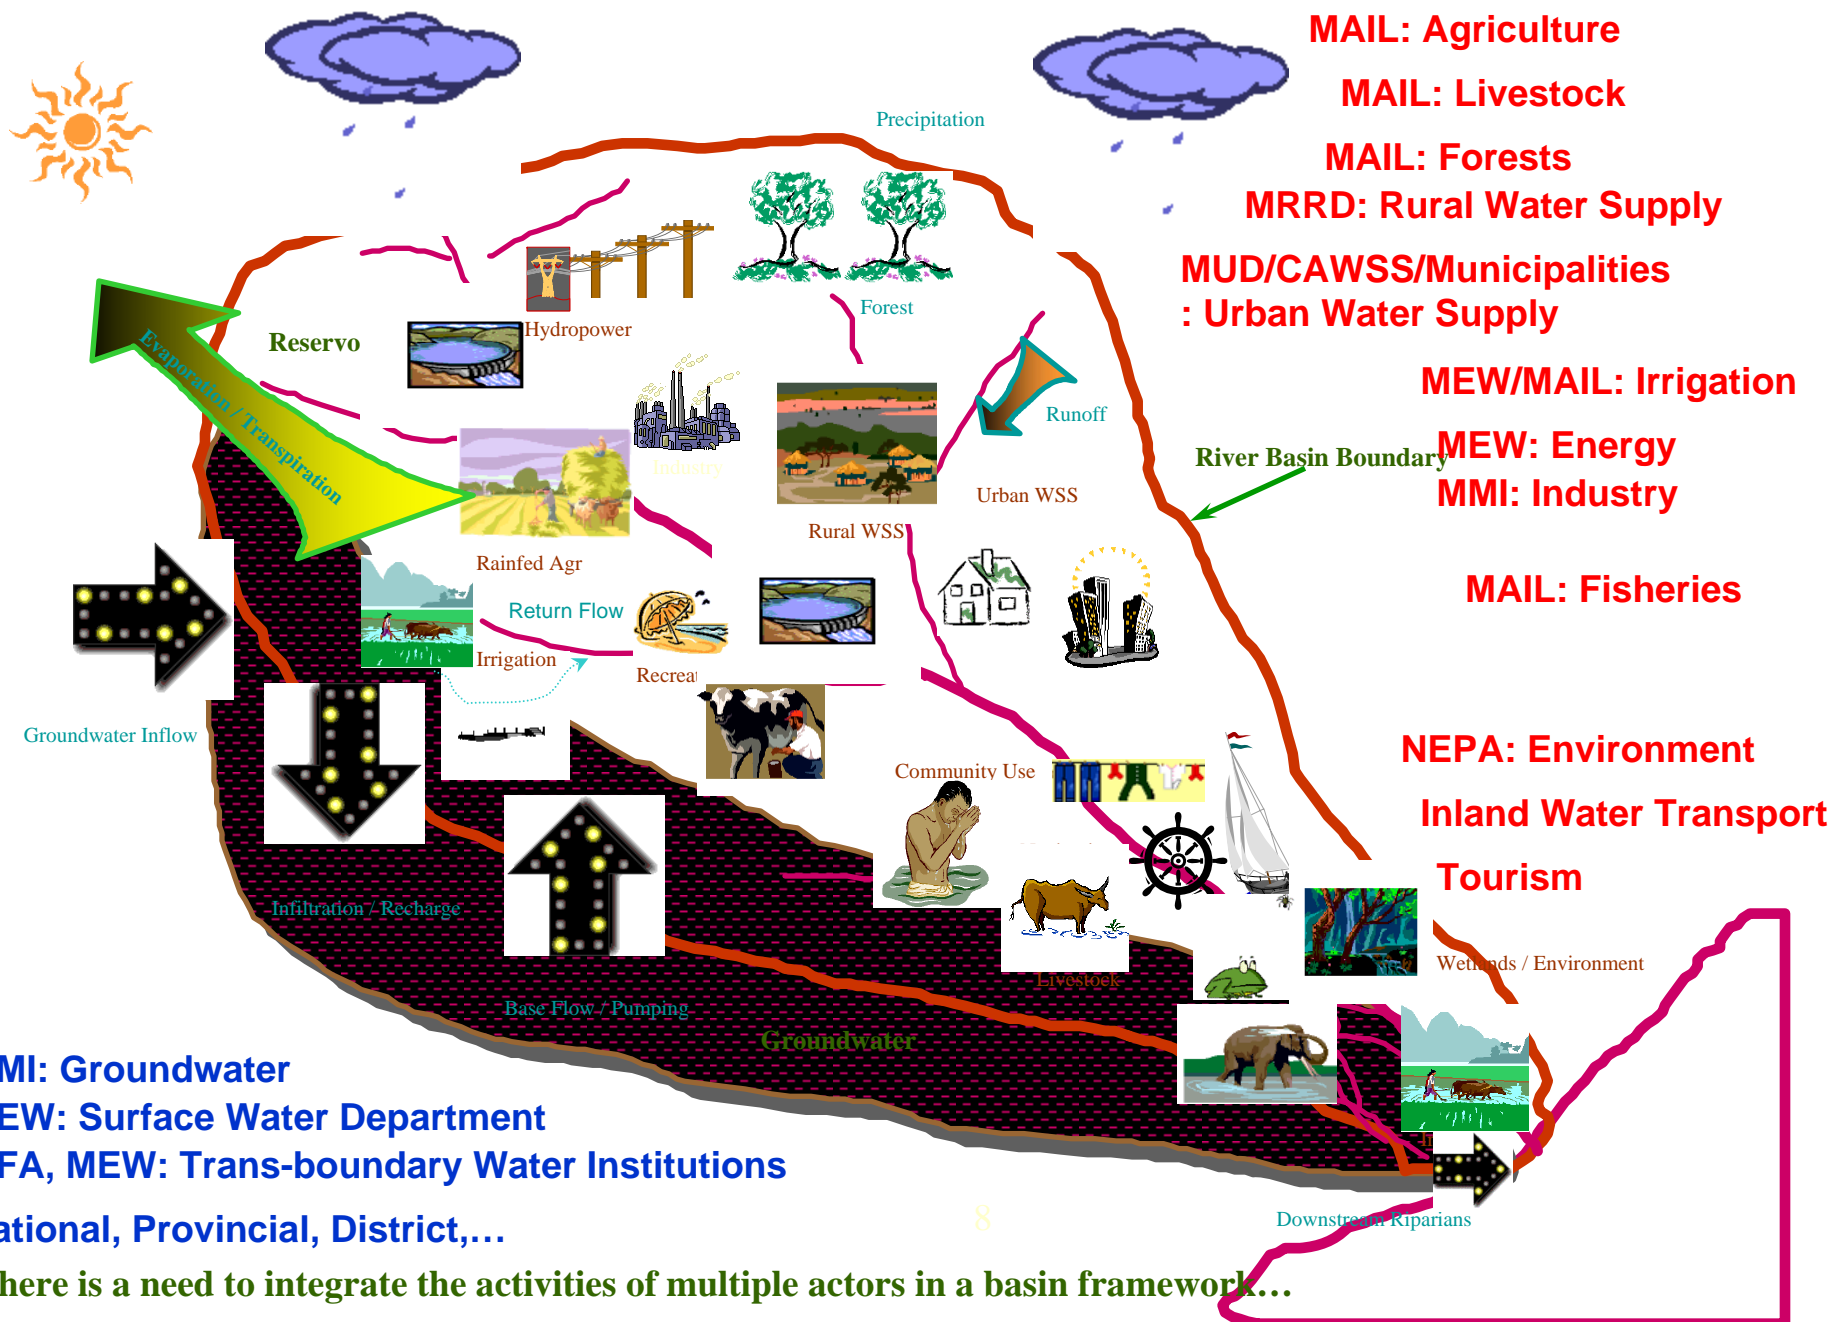 MAIL: Agriculture
MAIL: Livestock
Precipitation
MAIL: Forests
MRRD: Rural Water Supply
MUD/CAWSS/Municipalities
: Urban Water Supply
Forest
Hydropower
Reservo
Evaporation / Transpiration
MEW/MAIL: Irrigation
Runoff
MEW: Energy
River Basin Boundary
Industry
MMI: Industry
Urban WSS
Rural WSS
Rainfed Agr
MAIL: Fisheries
Return Flow
Irrigation
Recreat
Groundwater Inflow
NEPA: Environment
Community Use
Inland Water Transport
Tourism
Infiltration / Recharge
Wetlands / Environment
Livestock
Base Flow / Pumping
Groundwater
MI: Groundwater
EW: Surface Water Department
FA, MEW: Trans-boundary Water Institutions
8
Downstream Riparians
ational, Provincial, District,...
here is a need to integrate the activities of multiple actors in a basin framework...